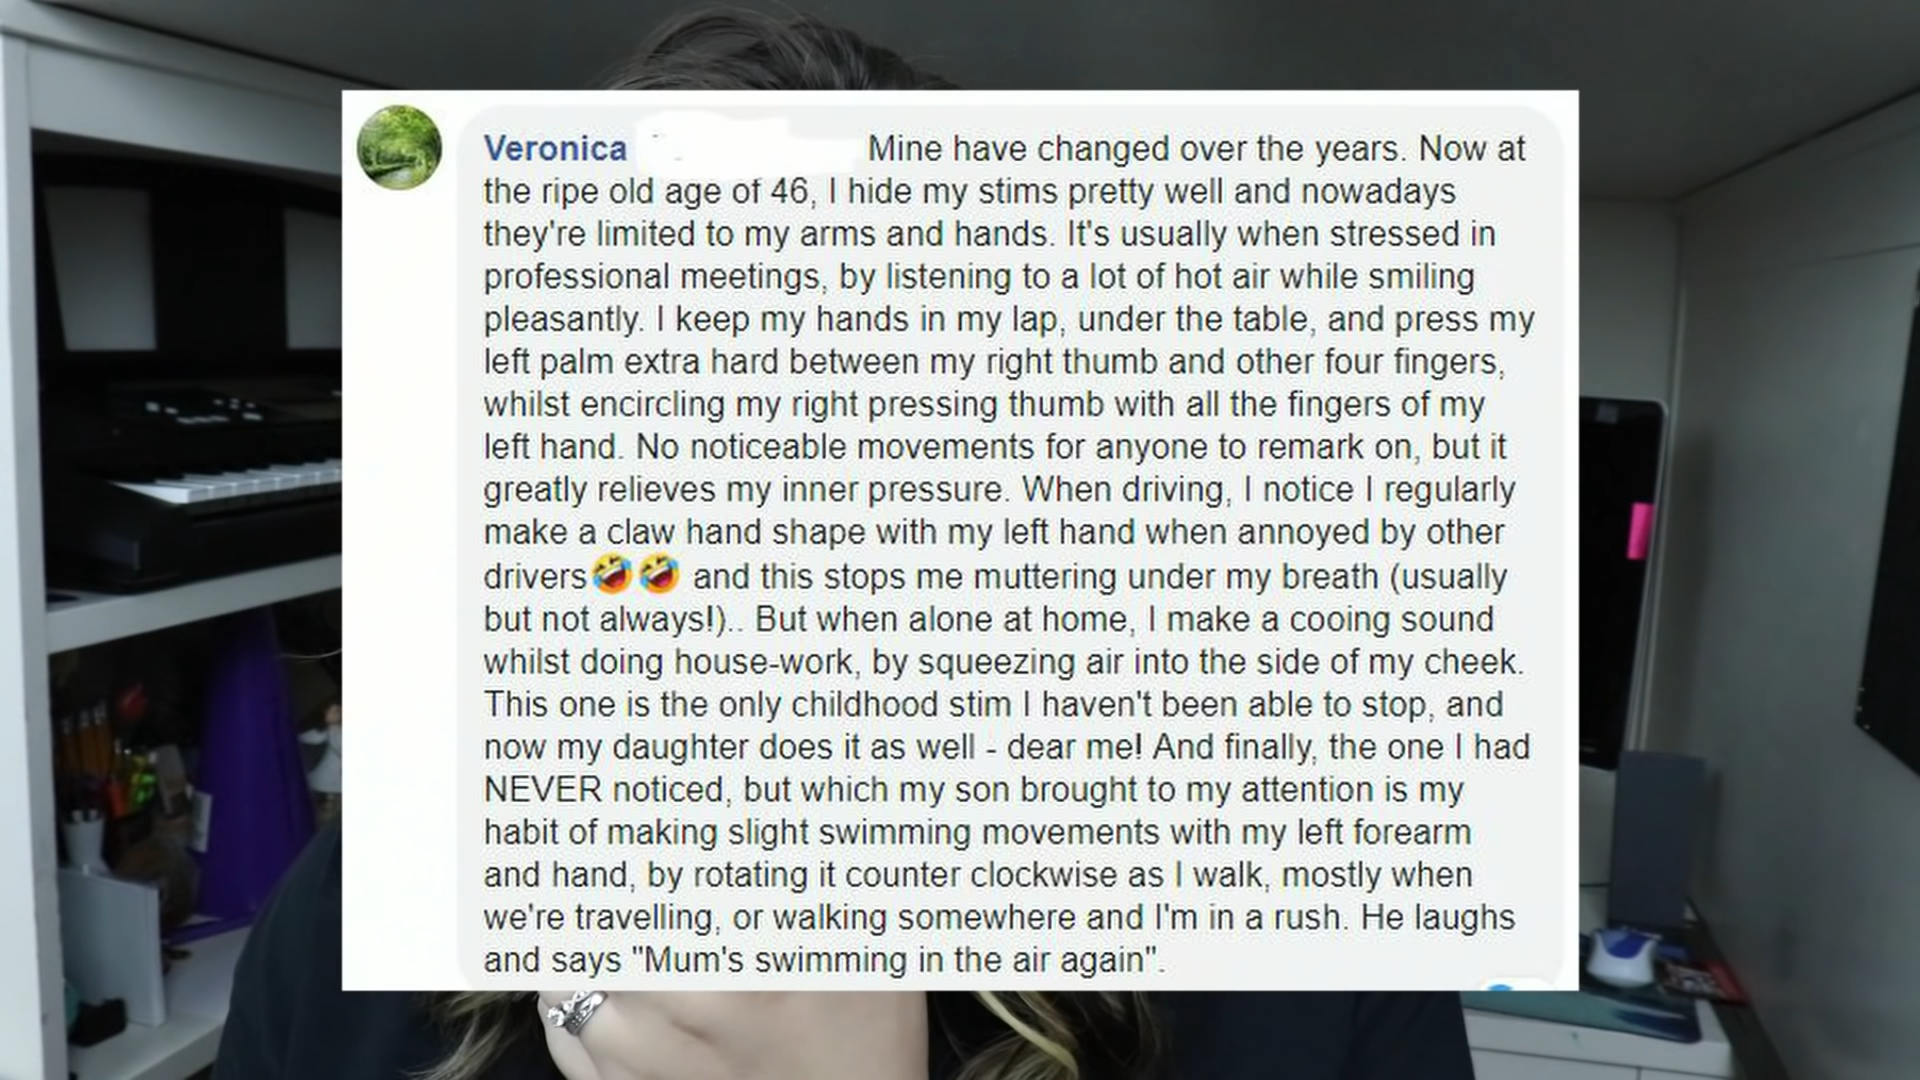 Veronica Mine have changed over the years. Now at
the ripe old age of 46, I hide my stims pretty well and nowadays
they're limited to my arms and hands. It's usually when stressed in
professional meetings, by listening to a lot of hot air while smiling
pleasantly. I keep my hands in my lap, under the table, and press my
left palm extra hard between my right thumb and other four fingers,
whilst encircling my right pressing thumb with all the fingers of my
left hand. No noticeable movements for anyone to remark on, but it
greatly relieves my inner pressure. When driving, I notice I regularly
make a claw hand shape with my left hand when annoyed by other
drivers🤣🤣 and this stops me muttering under my breath (usually
but not always!).. But when alone at home, I make a cooing sound
whilst doing house-work, by squeezing air into the side of my cheek.
This one is the only childhood stim I haven't been able to stop, and
now my daughter does it as well - dear me! And finally, the one I had
NEVER noticed, but which my son brought to my attention is my
habit of making slight swimming movements with my left forearm
and hand, by rotating it counter clockwise as I walk, mostly when
we're travelling, or walking somewhere and I'm in a rush. He laughs
and says "Mum's swimming in the air again".